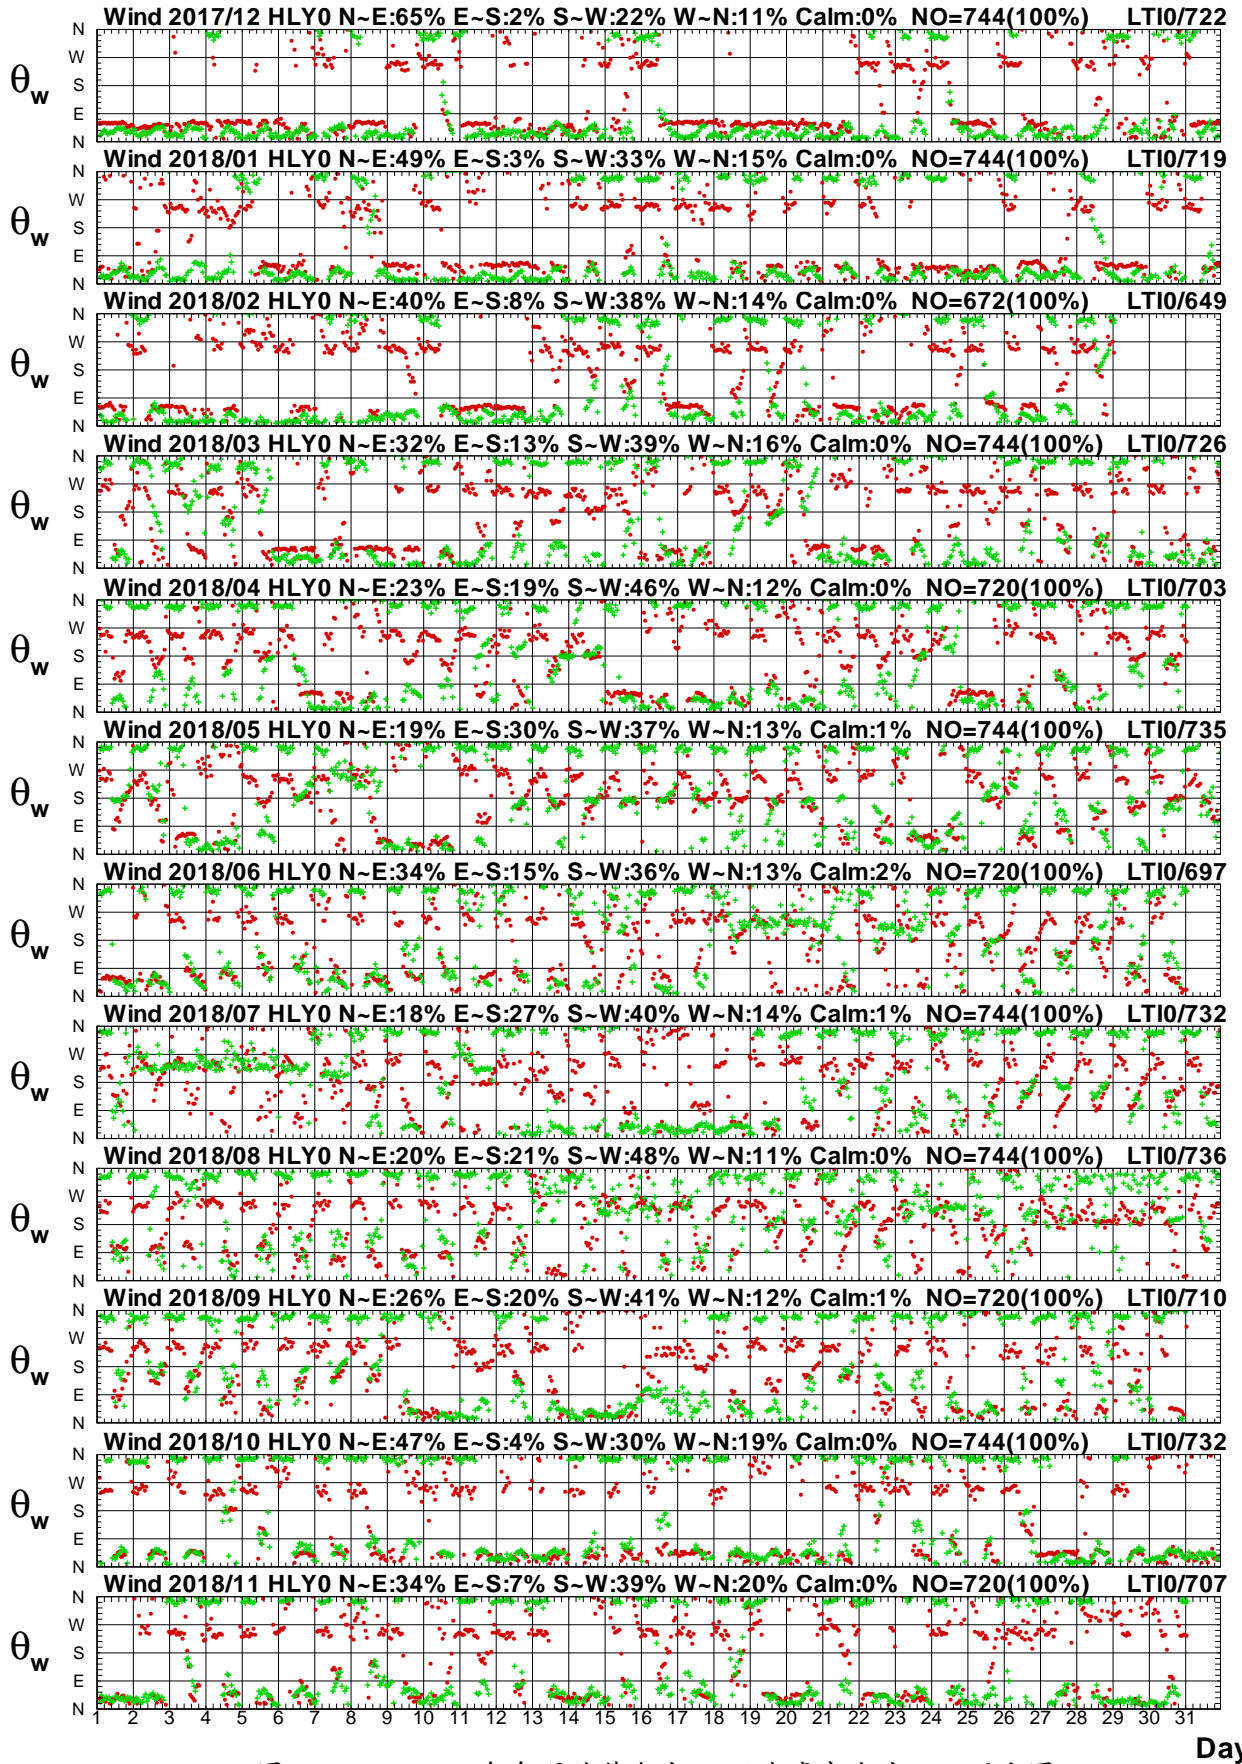 Wind 2017/12 HLY0 N~E:65% E~S:2% S~W:22% W~N:11% Calm:0% NO=744(100%) LTI0/722
N
W
S
E
N
θw
Wind 2018/01 HLY0 N~E:49% E~S:3% S~W:33% W~N:15% Calm:0% NO=744(100%) LTI0/719
N
W
S
E
N
θw
Wind 2018/02 HLY0 N~E:40% E~S:8% S~W:38% W~N:14% Calm:0% NO=672(100%) LTI0/649
N
W
S
E
N
θw
Wind 2018/03 HLY0 N~E:32% E~S:13% S~W:39% W~N:16% Calm:0% NO=744(100%) LTI0/726
N
W
S
E
N
θw
Wind 2018/04 HLY0 N~E:23% E~S:19% S~W:46% W~N:12% Calm:0% NO=720(100%) LTI0/703
N
W
S
E
N
θw
Wind 2018/05 HLY0 N~E:19% E~S:30% S~W:37% W~N:13% Calm:1% NO=744(100%) LTI0/735
N
W
S
E
N
θw
Wind 2018/06 HLY0 N~E:34% E~S:15% S~W:36% W~N:13% Calm:2% NO=720(100%) LTI0/697
N
W
S
E
N
θw
Wind 2018/07 HLY0 N~E:18% E~S:27% S~W:40% W~N:14% Calm:1% NO=744(100%) LTI0/732
N
W
S
E
N
θw
Wind 2018/08 HLY0 N~E:20% E~S:21% S~W:48% W~N:11% Calm:0% NO=744(100%) LTI0/736
N
W
S
E
N
θw
Wind 2018/09 HLY0 N~E:26% E~S:20% S~W:41% W~N:12% Calm:1% NO=720(100%) LTI0/710
N
W
S
E
N
θw
Wind 2018/10 HLY0 N~E:47% E~S:4% S~W:30% W~N:19% Calm:0% NO=744(100%) LTI0/732
N
W
S
E
N
θw
Wind 2018/11 HLY0 N~E:34% E~S:7% S~W:39% W~N:20% Calm:0% NO=720(100%) LTI0/707
N
W
S
E
N
θw
1 2 3 4 5 6 7 8 9 10 11 12 13 14 15 16 17 18 19 20 21 22 23 24 25 26 27 28 29 30 31
Day